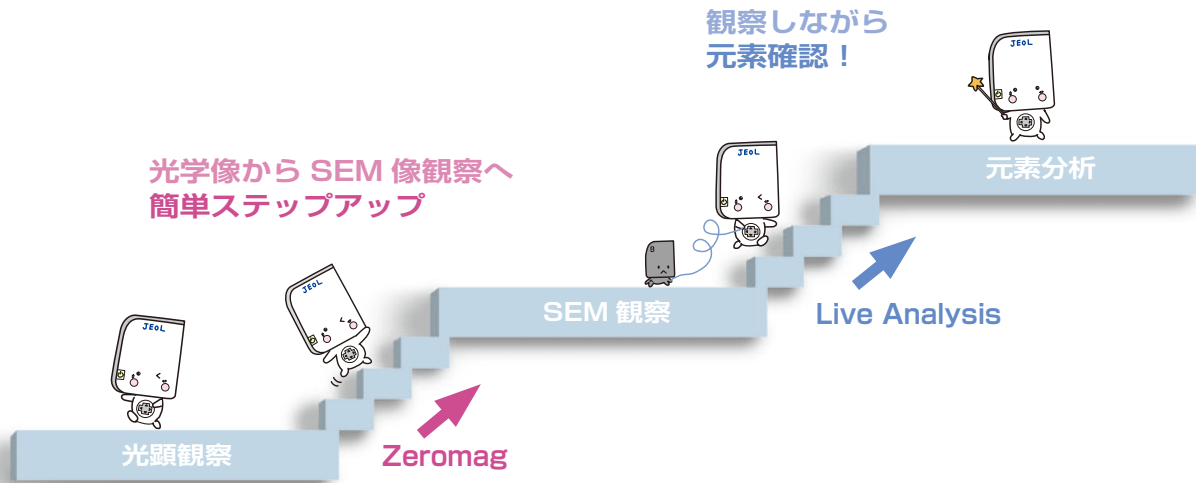 観察しながら
元素確認！
JEOL
元素分析
光学像から SEM 像観察へ
簡単ステップアップ
JEOL
B
JEOL
SEM 観察
Live Analysis
JEOL
光顕観察
Zeromag